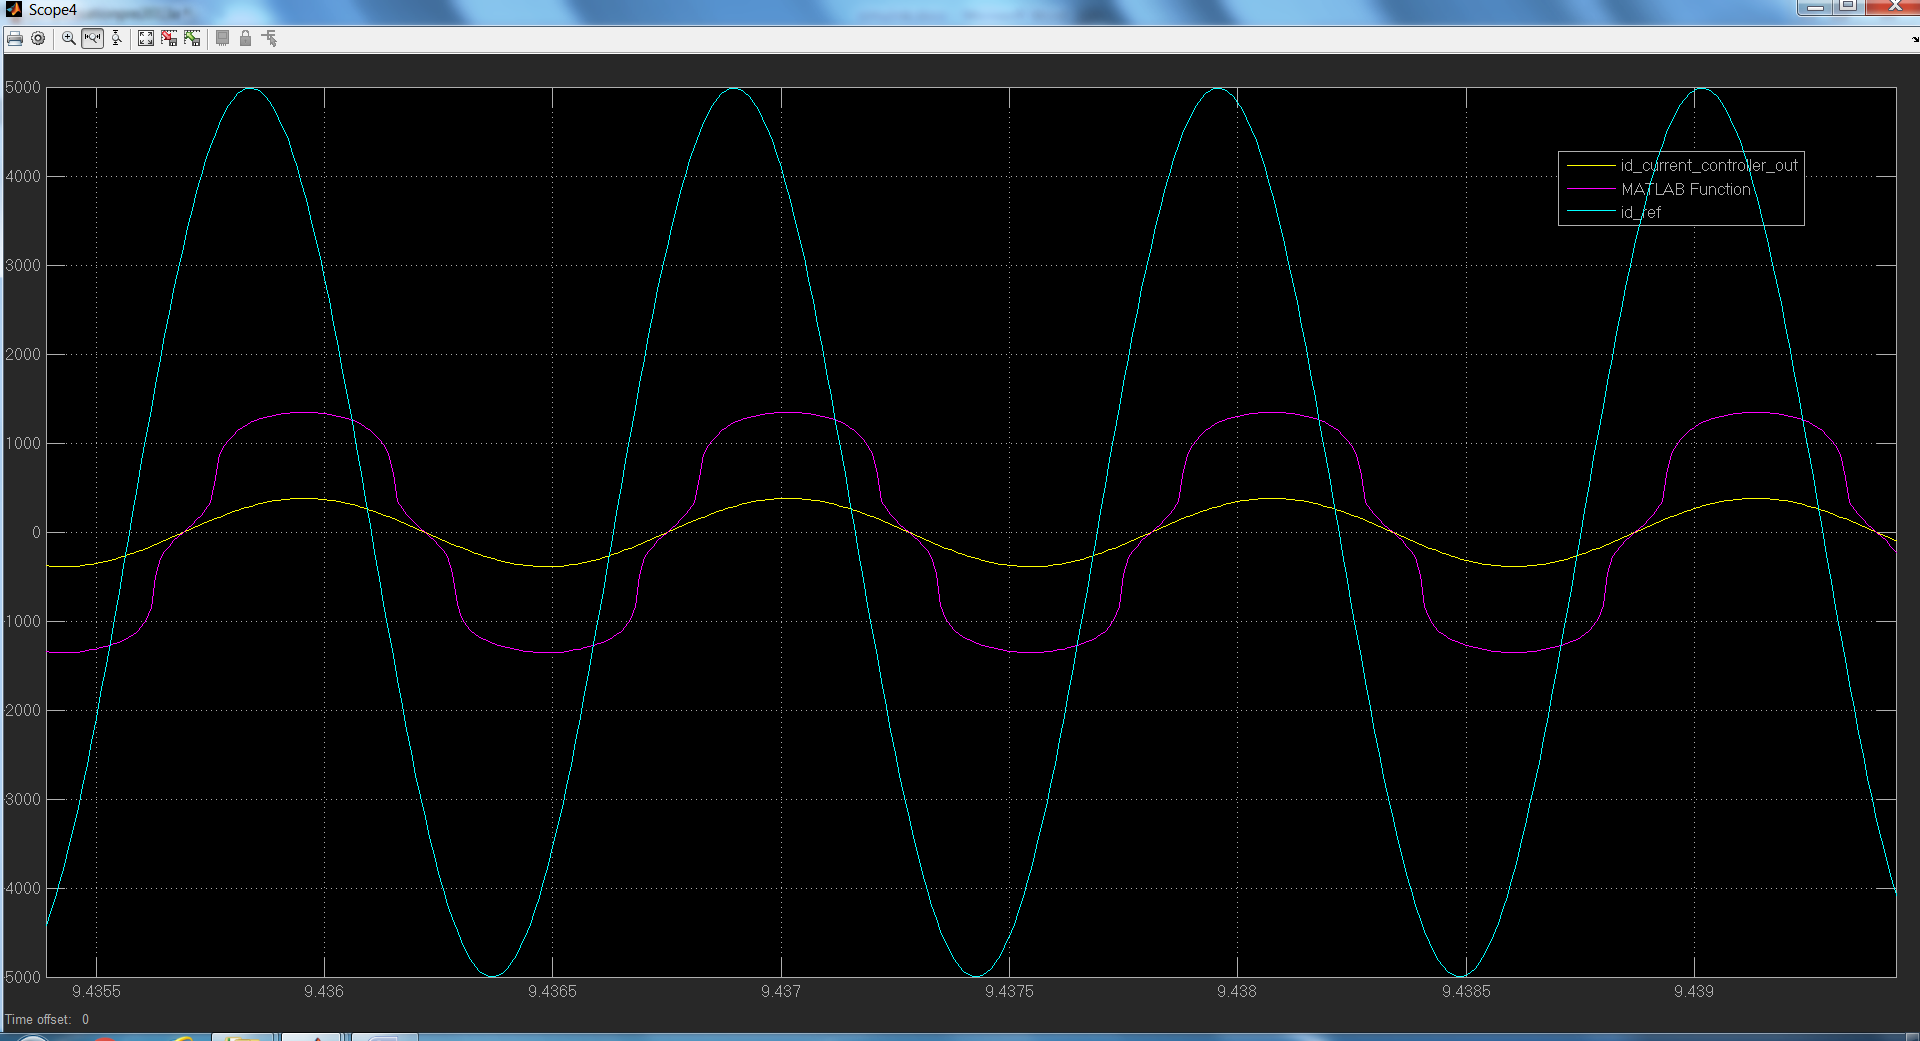 Scope4
5000
4000
3000
2000
1000
0
-1000
-2000
-3000
-4000
-5000
id_current_controller_out
MATLAB Function
id_ref
9.4355 9.436 9.4365 9.437 9.4375 9.438 9.4385 9.439
Time offset: 0